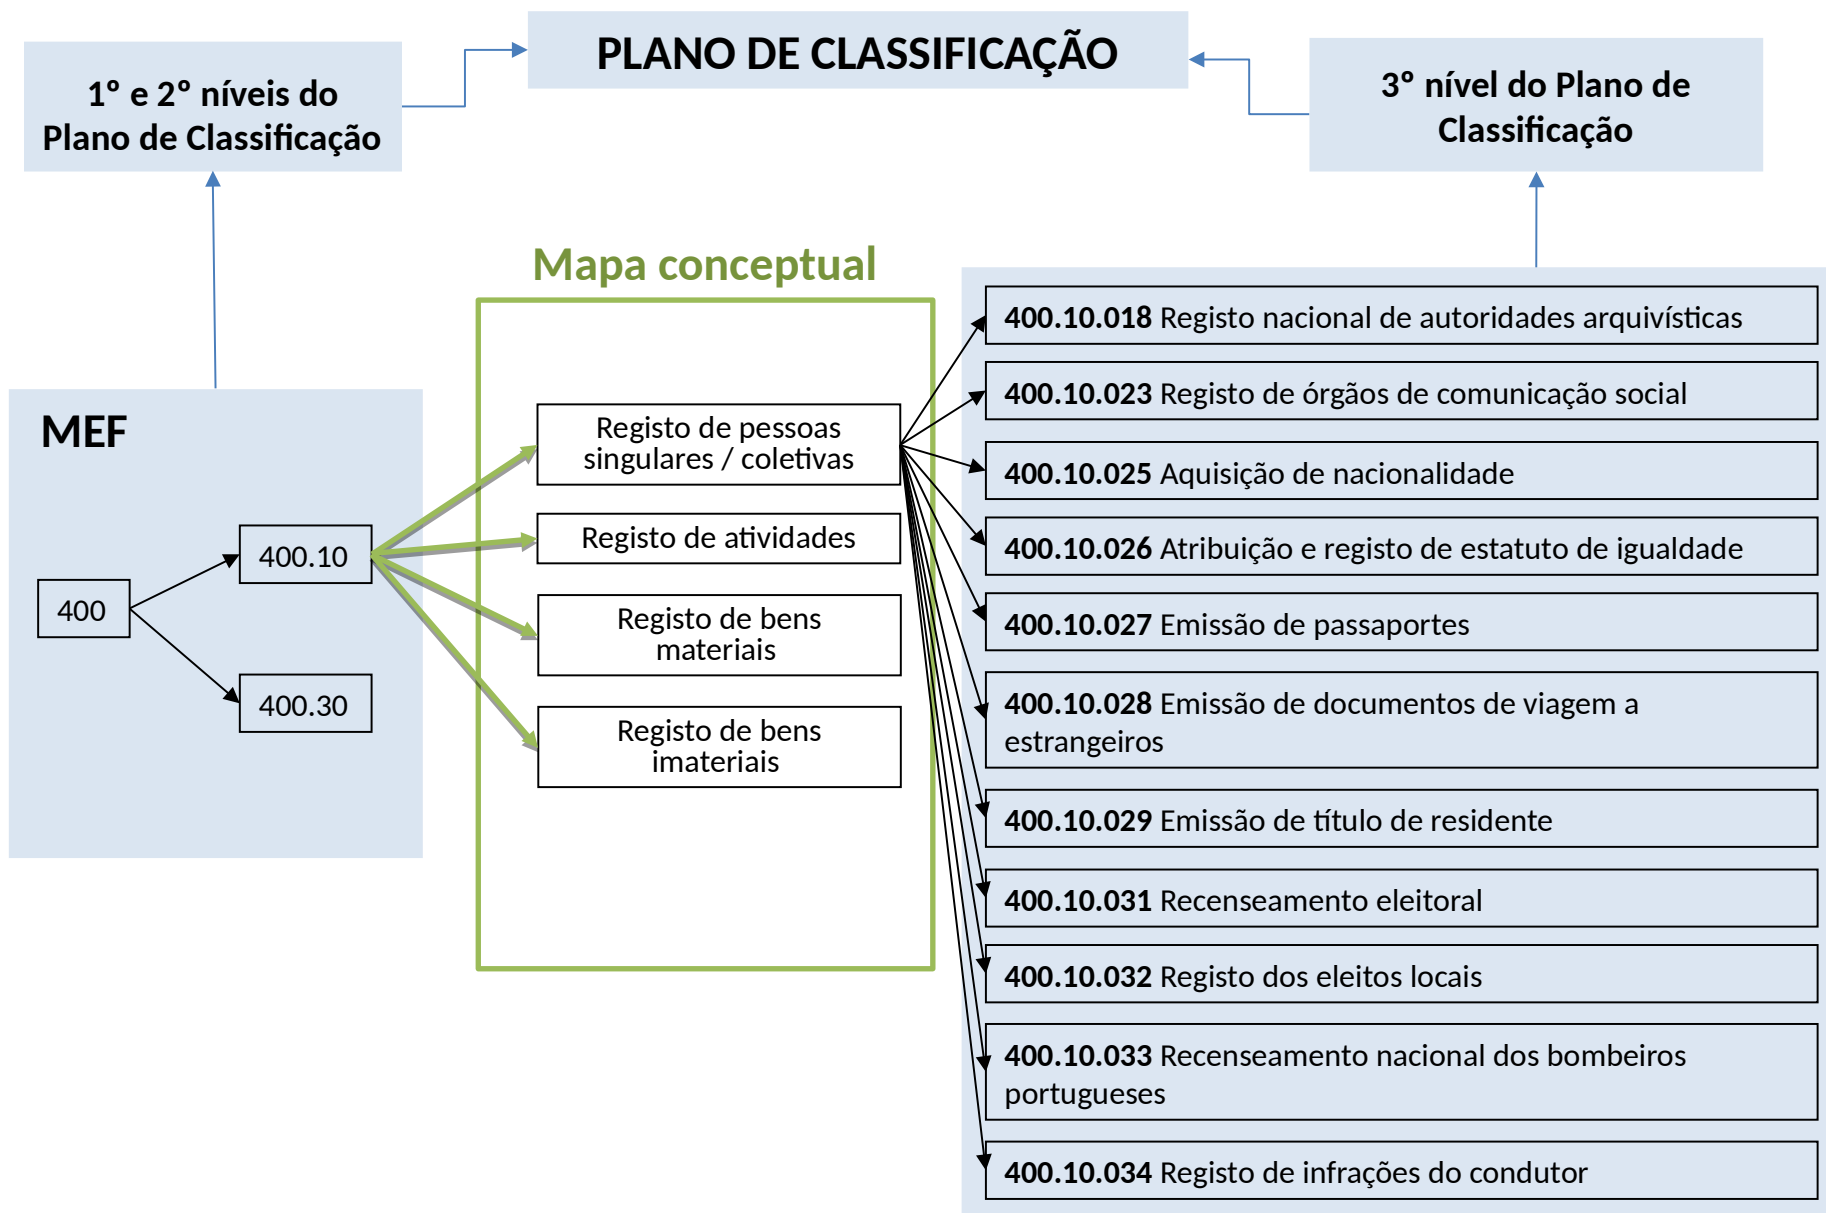 PLANO DE CLASSIFICAÇÃO
1º e 2º níveis do
Plano de Classificação
3º nível do Plano de
Classificação
Mapa conceptual
MEF
400
400.10
400.30
Registo de pessoas
singulares / coletivas
Registo de atividades
Registo de bens
materiais
Registo de bens
imateriais
400.10.018 Registo nacional de autoridades arquivísticas
400.10.023 Registo de órgãos de comunicação social
400.10.025 Aquisição de nacionalidade
400.10.026 Atribuição e registo de estatuto de igualdade
400.10.027 Emissão de passaportes
400.10.028 Emissão de documentos de viagem a
estrangeiros
400.10.029 Emissão de título de residente
400.10.031 Recenseamento eleitoral
400.10.032 Registo dos eleitos locais
400.10.033 Recenseamento nacional dos bombeiros
portugueses
400.10.034 Registo de infrações do condutor